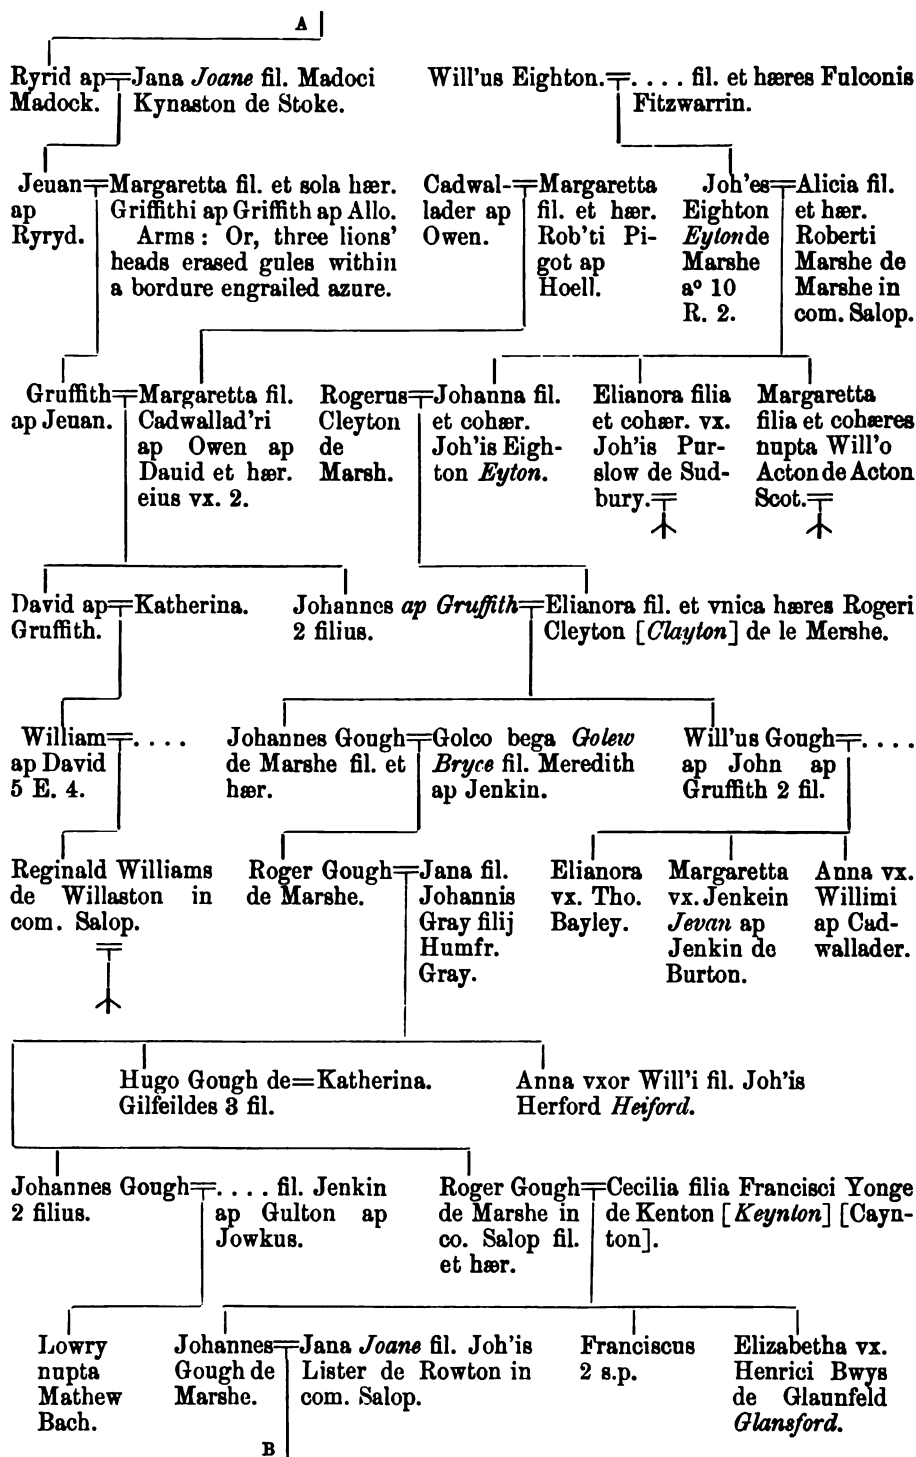 A
Ryrid ap=Jana Joane fil. Madoci
Madock. Kynaston de Stoke.
Will'us Eighton.=. . . . fil. et hæres Fulconis
Fitzwarrin.
Jeuan=Margaretta fil. et sola hær.
ap Griffithi ap Griffith ap Allo.
Ryryd. Arms : Or, three lions'
heads erased gules within
a bordure engrailed azure.
Cadwal-=Margaretta
lader ap fil. et hær.
Owen. Rob'ti Pi-
got ap
Hoell.
Joh'es=Alicia fil.
Eighton et hær.
Eyton de Roberti
Marshe Marshe de
aº 10 Marshe in
R. 2. com. Salop.
Gruffith=Margaretta fil.
ap Jeuan. Cadwallad'ri
ap Owen ap
Dauid et hær.
eius vx. 2.
Rogerus=Johanna fil.
Cleyton et cohær.
de Joh'is Eigh-
Marsh. ton Eyton.
Elianora filia
et cohær. vx.
Joh'is Pur-
slow de Sud-
bury.=
Margaretta
filia et cohæres
nupta Will'o
Acton de Acton
Scot.=
David ap=Katherina.
Gruffith.
Johannes ap Gruffith=Elianora fil. et vnica hæres Rogeri
2 filius. Cleyton [Clayton] de le Mershe.
William=. . . .
ap David
5 E. 4.
Johannes Gough=Golco bega Golew
de Marshe fil. et Bryce fil. Meredith
hær. ap Jenkin.
Will'us Gough=. . . .
ap John ap
Gruffith 2 fil.
Reginald Williams
de Willaston in
com. Salop.
=
Roger Gough=Jana fil.
de Marshe. Johannis
Gray filij
Humfr.
Gray.
Elianora
vx. Tho.
Bayley.
Margaretta
vx. Jenkein
Jevan ap
Jenkin de
Burton.
Anna vx.
Willimi
ap Cad-
wallader.
Hugo Gough de=Katherina.
Gilfeildes 3 fil.
Anna vxor Will'i fil. Joh'is
Herford Heiford.
Johannes Gough=. . . . fil. Jenkin
2 filius. ap Gulton ap
Jowkus.
Roger Gough=Cecilia filia Francisci Yonge
de Marshe in de Kenton [Keynton] [Cayn-
co. Salop fil. ton].
et hær.
Lowry
nupta
Mathew
Bach.
Johannes=Jana Joane fil. Joh'is
Gough de Lister de Rowton in
Marshe. com. Salop.
Franciscus
2 s.p.
Elizabetha vx.
Henrici Bwys
de Glaunfeld
Glansford.
B